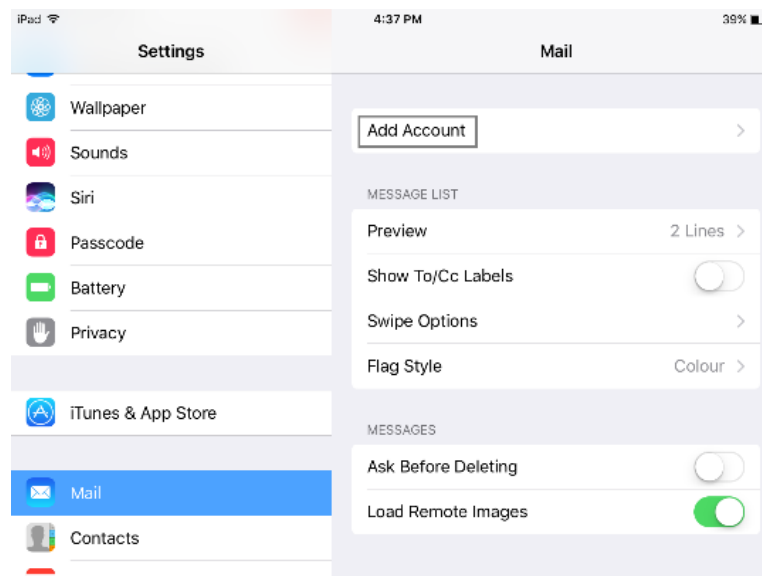 iPad 4:37 PM 39%
Settings
Mail
Wallpaper
Sounds
Siri
Passcode
Battery
Privacy
iTunes & App Store
Mail
Contacts
Add Account
MESSAGE LIST
Preview 2 Lines
Show To/Cc Labels
Swipe Options
Flag Style Colour
MESSAGES
Ask Before Deleting
Load Remote Images